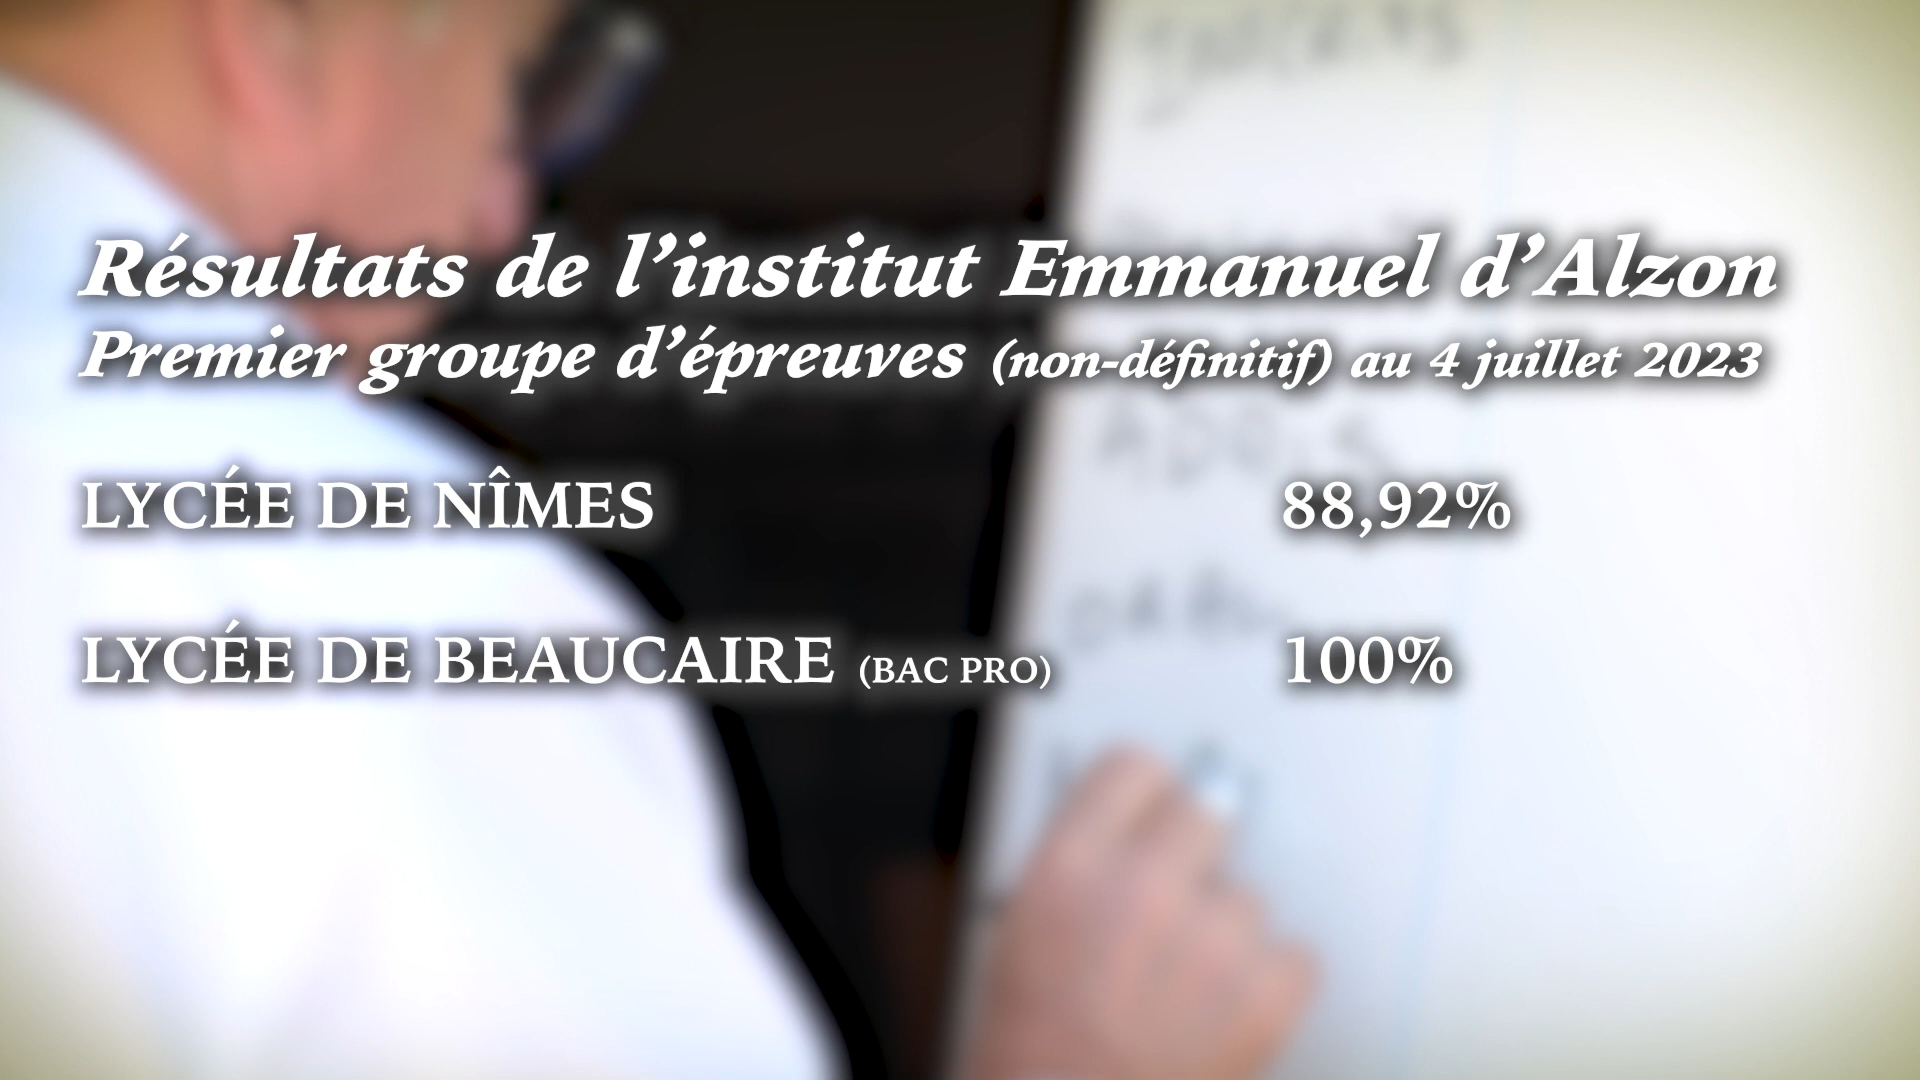 Résultats de l’institut Emmanuel d’Alzon
Premier groupe d’épreuves (non-définitif) au 4 juillet 2023
LYCÉE DE NÎMES 88,92%
LYCÉE DE BEAUCAIRE (BAC PRO) 100%